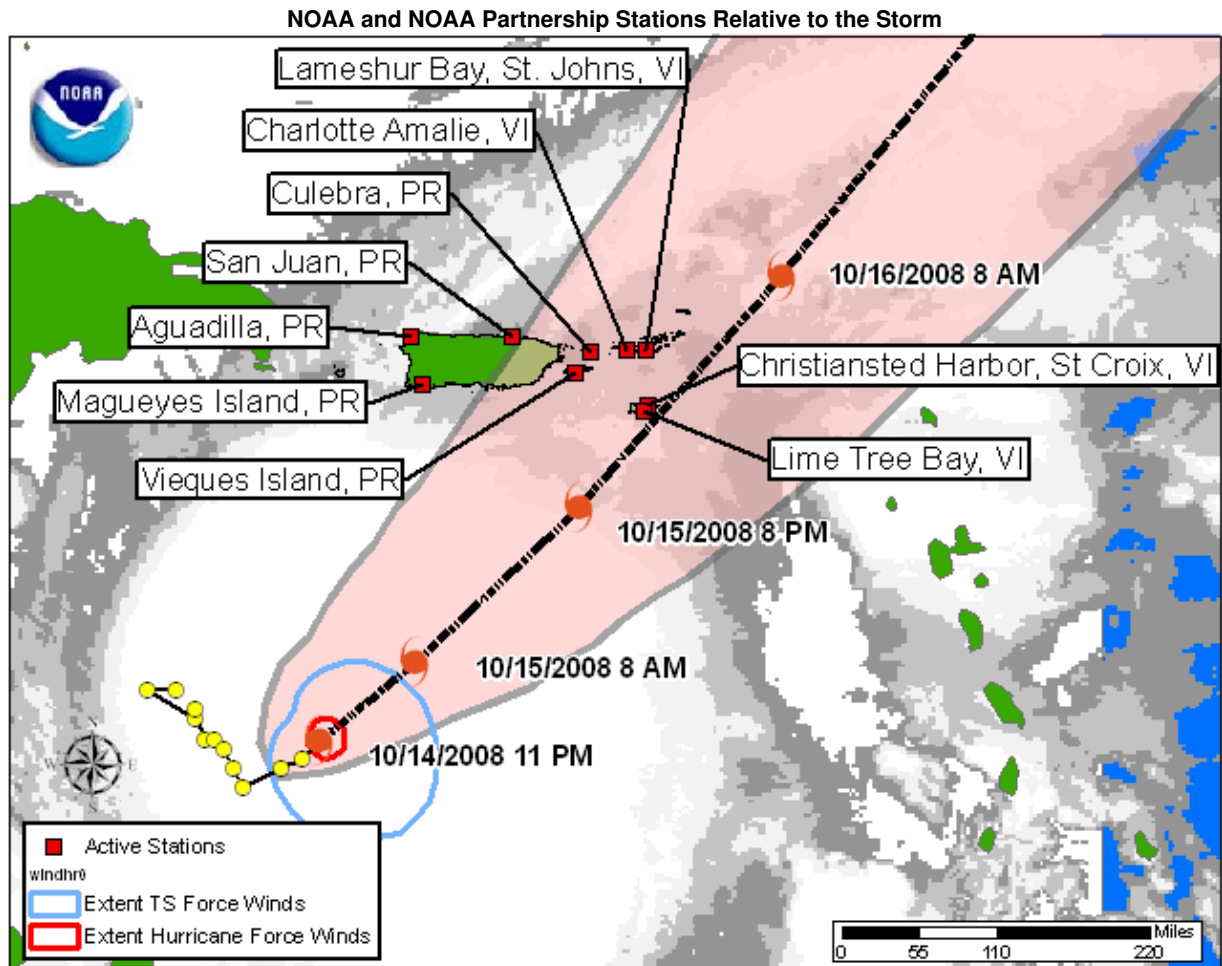 NOAA and NOAA Partnership Stations Relative to the Storm
NOAA
Lameshur Bay, St. Johns, VI
Charlotte Amalie, VI
Culebra, PR
San Juan, PR
Aguadilla, PR
Magueyes Island, PR
Vieques Island, PR
10/16/2008 8 AM
Christiansted Harbor, St Croix, VI
Lime Tree Bay, VI
10/15/2008 8 PM
10/15/2008 8 AM
10/14/2008 11 PM
N
W E
S
Active Stations
windhr0
Extent TS Force Winds
Extent Hurricane Force Winds
Miles
0 55 110 220